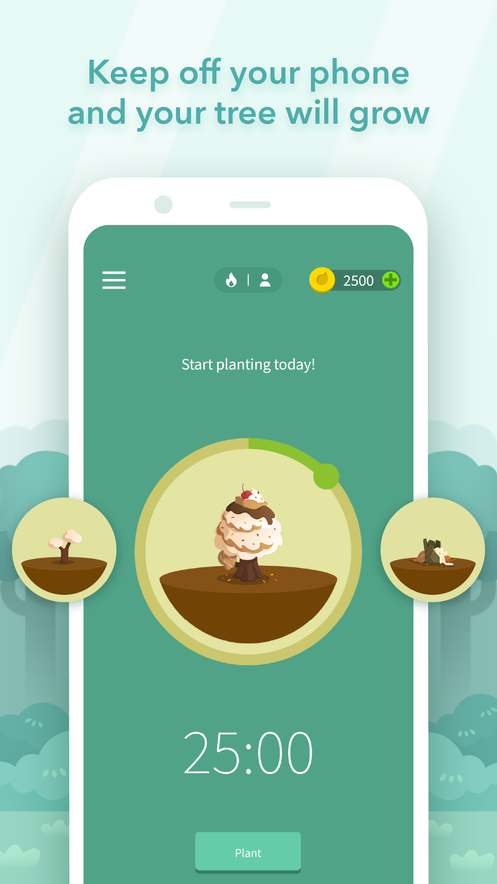 Keep off your phone
and your tree will grow
2500
Start planting today!
25:00
Plant